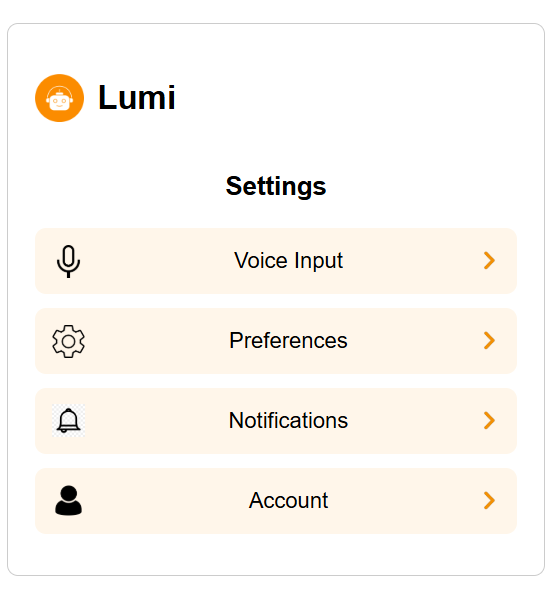 Lumi
Settings
Voice Input
Preferences
Notifications
Account